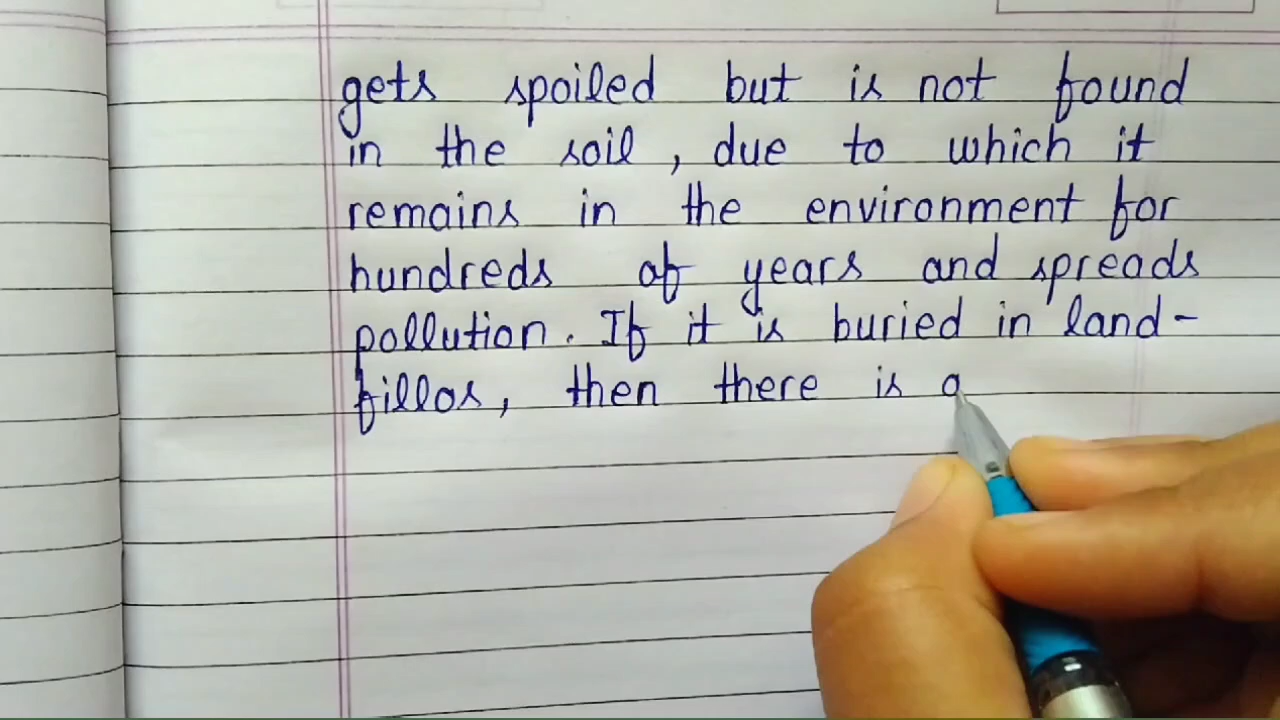 gets spoiled but is not found
in the soil, due to which it
remains in the environment for
hundreds of years and spreads
pollution. If it is buried in land-
fillos, then there is a